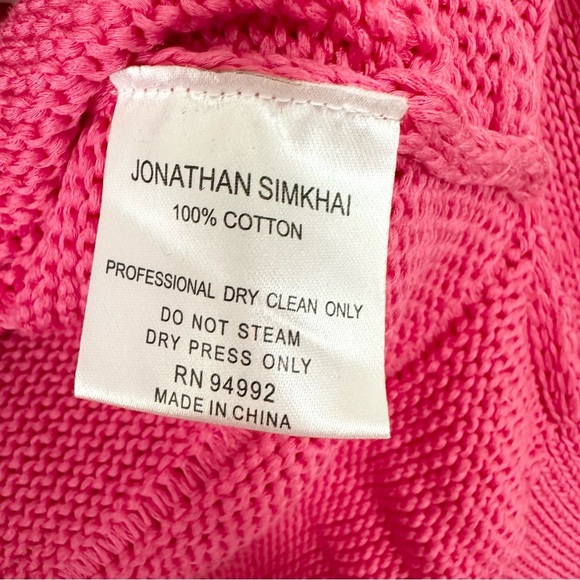 JONATHAN SIMKHAI
100% COTTON
PROFESSIONAL DRY CLEAN ONLY
DO NOT STEAM
DRY PRESS ONLY
RN 94992
MADE IN CHINA